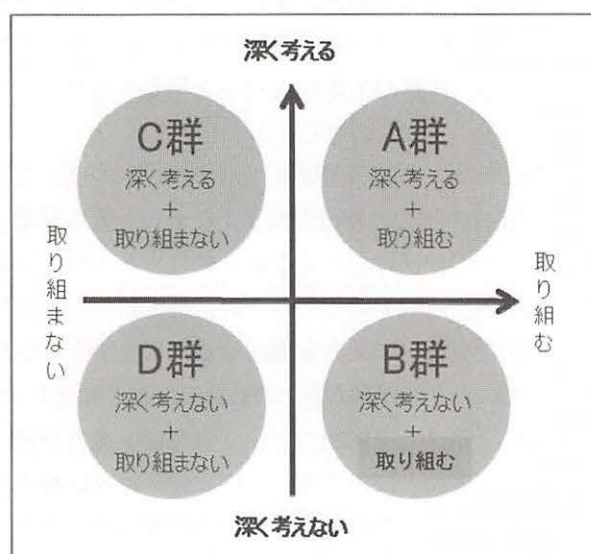 深く考える
C群
深く考える
+
取り組まない
A群
深く考える
+
取り組む
取り組まない
取り組む
D群
深く考えない
+
取り組まない
B群
深く考えない
+
取り組む
深く考えない